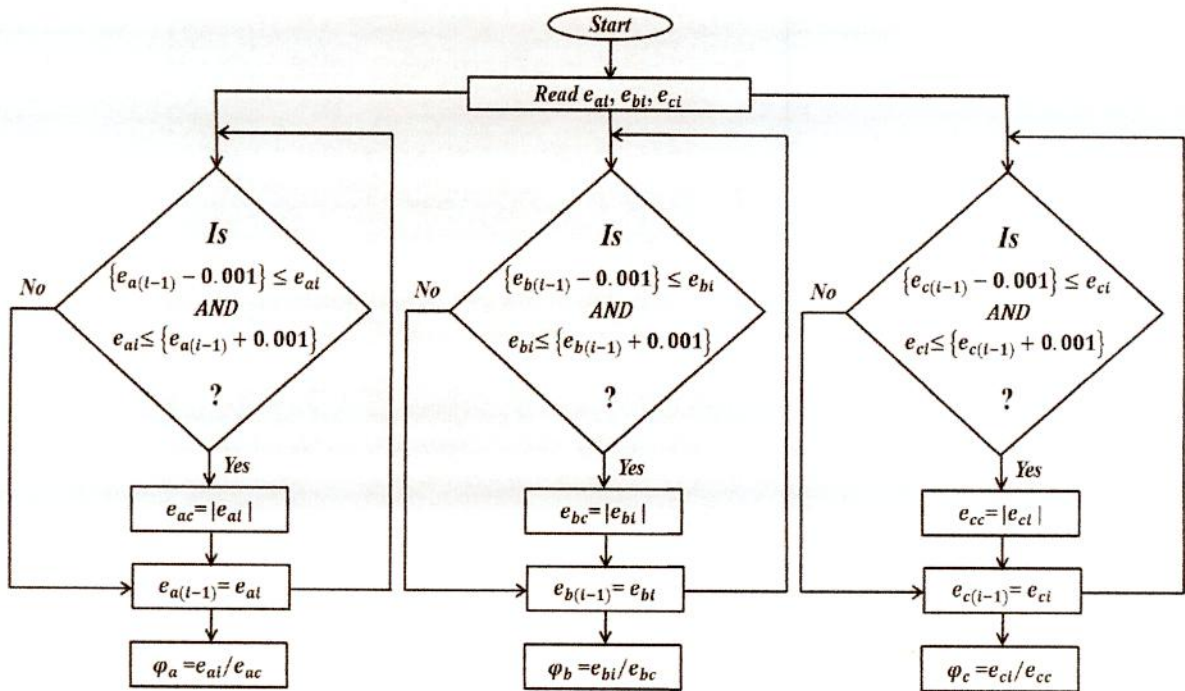 Start
Read e_ai, e_bi, e_ci
Is
{e_a(i−1) − 0.001} ≤ e_ai
AND
e_ai ≤ {e_a(i−1) + 0.001}
?
No
Yes
e_ac=|e_ai|
e_a(i−1)= e_ai
φ_a =e_ai/e_ac
Is
{e_b(i−1) − 0.001} ≤ e_bi
AND
e_bi ≤ {e_b(i−1) + 0.001}
?
No
Yes
e_bc=|e_bi|
e_b(i−1)= e_bi
φ_b =e_bi/e_bc
Is
{e_c(i−1) − 0.001} ≤ e_ci
AND
e_ci ≤ {e_c(i−1) + 0.001}
?
No
Yes
e_cc=|e_ci|
e_c(i−1)= e_ci
φ_c =e_ci/e_cc